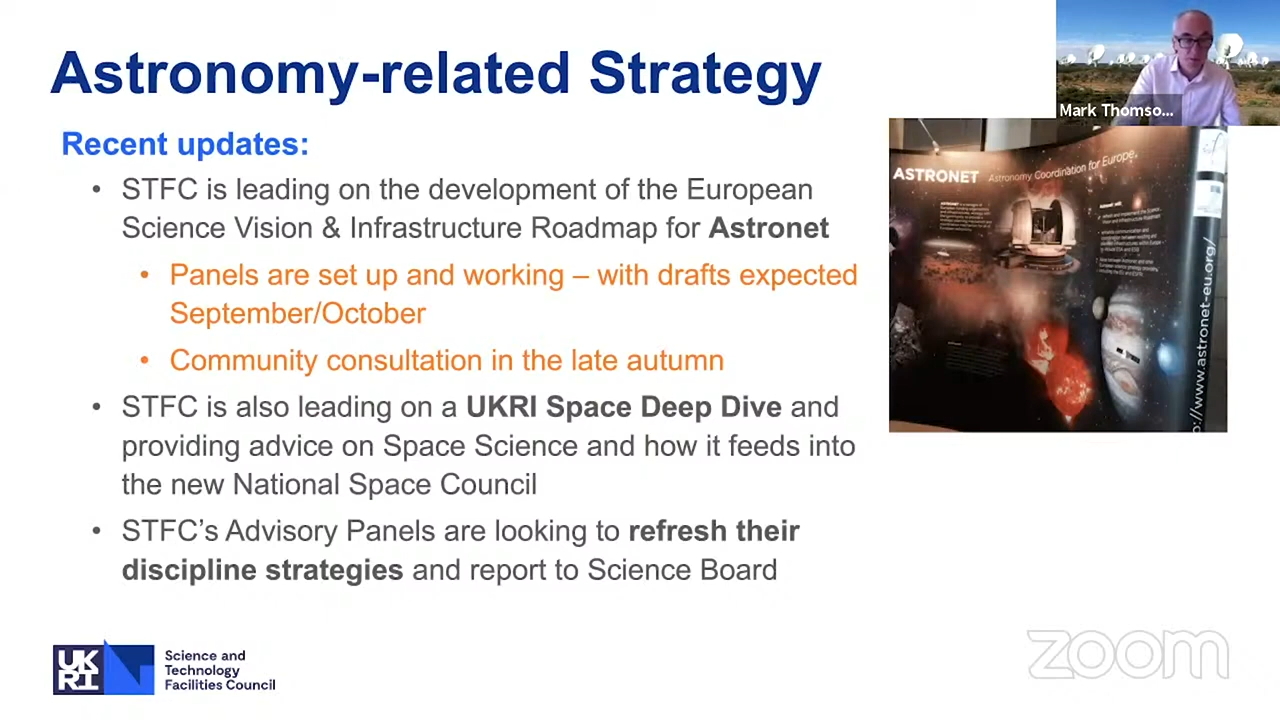 Astronomy-related Strategy
Mark Thomso...
Recent updates:
• STFC is leading on the development of the European
Science Vision & Infrastructure Roadmap for Astronet
• Panels are set up and working – with drafts expected
September/October
• Community consultation in the late autumn
• STFC is also leading on a UKRI Space Deep Dive and
providing advice on Space Science and how it feeds into
the new National Space Council
• STFC’s Advisory Panels are looking to refresh their
discipline strategies and report to Science Board
ASTRONET Astronomy Coordination for Europe
://www.astronet-eu.org/
UK
RI
Science and
Technology
Facilities Council
zoom